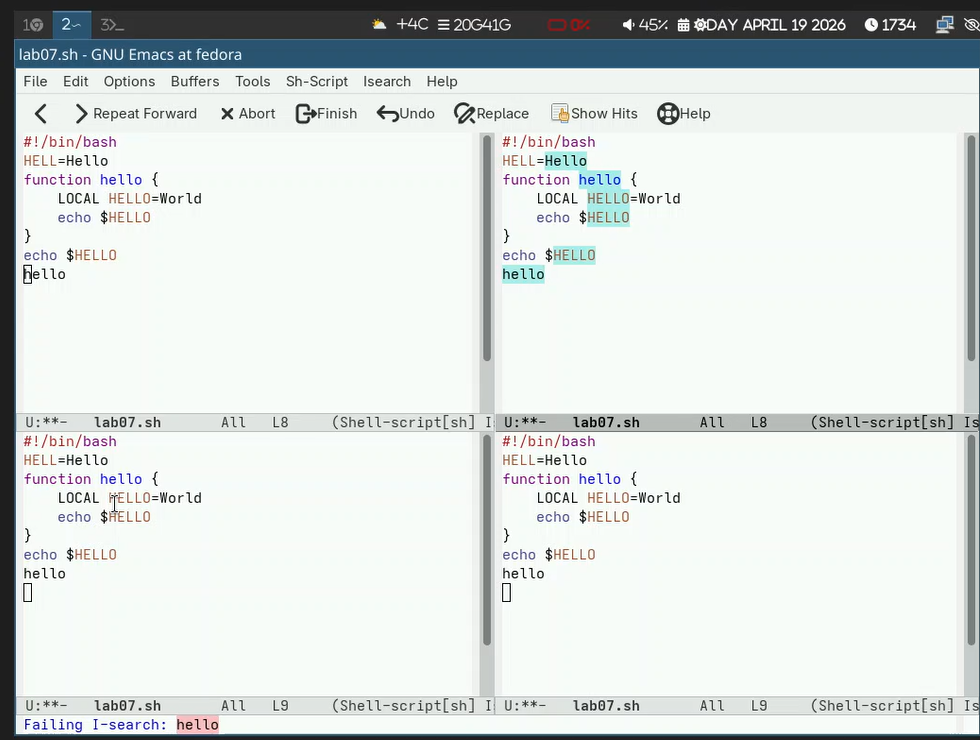 1 2 3
+4C 20G41G 0% 45% DAY APRIL 19 2026 1734
lab07.sh - GNU Emacs at fedora
File Edit Options Buffers Tools Sh-Script Isearch Help
Repeat Forward Abort Finish Undo Replace Show Hits Help
#!/bin/bash
HELL=Hello
function hello {
    LOCAL HELLO=World
    echo $HELLO
}
echo $HELLO
hello
U:**- lab07.sh All L8 (Shell-script[sh] I
#!/bin/bash
HELL=Hello
function hello {
    LOCAL HELLO=World
    echo $HELLO
}
echo $HELLO
hello
U:**- lab07.sh All L8 (Shell-script[sh] Is
#!/bin/bash
HELL=Hello
function hello {
    LOCAL HELLO=World
    echo $HELLO
}
echo $HELLO
hello
U:**- lab07.sh All L9 (Shell-script[sh] I
#!/bin/bash
HELL=Hello
function hello {
    LOCAL HELLO=World
    echo $HELLO
}
echo $HELLO
hello
U:**- lab07.sh All L9 (Shell-script[sh] Is
Failing I-search: hello